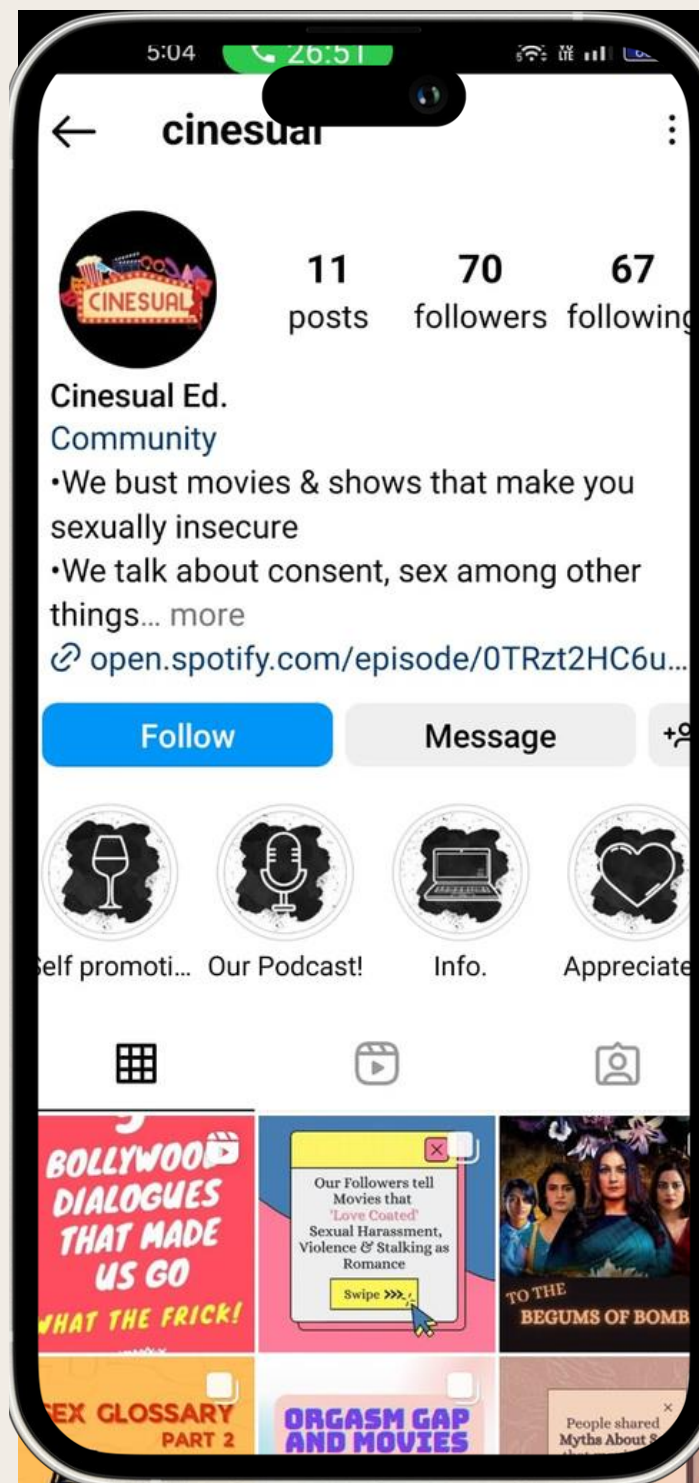 5:04
26:51
cinesual
CINESUAL
11
posts
70
followers
67
following
Cinesual Ed.
Community
•We bust movies & shows that make you
sexually insecure
•We talk about consent, sex among other
things... more
open.spotify.com/episode/0TRzt2HC6u...
Follow
Message
Self promoti...
Our Podcast!
Info.
Appreciate
BOLLYWOOD
DIALOGUES
THAT MADE
US GO
WHAT THE FRICK!
Our Followers tell
Movies that
'Love Coated'
Sexual Harassment,
Violence & Stalking as
Romance
Swipe >>>
TO THE
BEGUMS OF BOMB
SEX GLOSSARY
PART 2
ORGASM GAP
AND MOVIES
People shared
Myths About